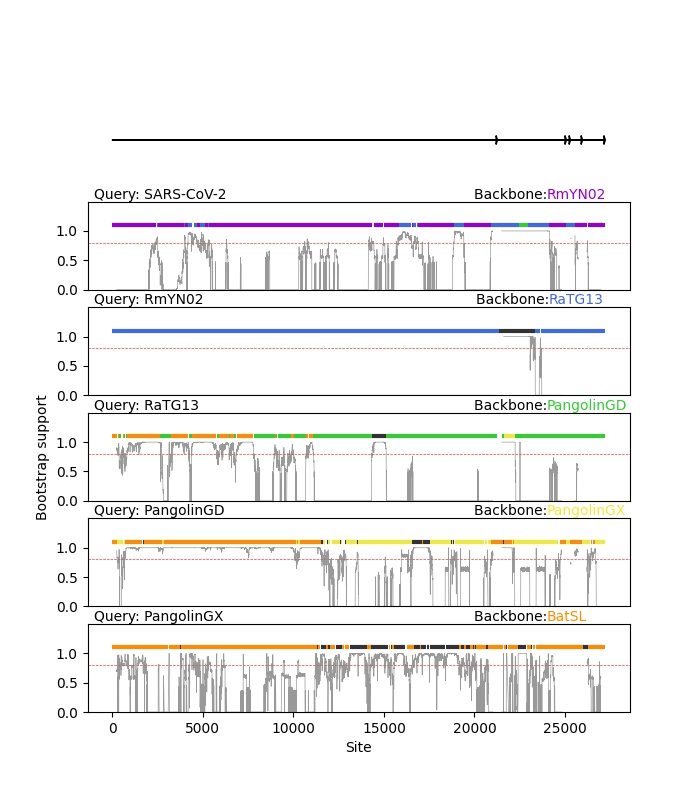 Query: SARS-CoV-2 Backbone:RmYN02
1.0
0.5
0.0
Query: RmYN02 Backbone:RaTG13
1.0
0.5
0.0
Query: RaTG13 Backbone:PangolinGD
1.0
0.5
0.0
Query: PangolinGD Backbone:PangolinGX
1.0
0.5
0.0
Query: PangolinGX Backbone:BatSL
1.0
0.5
0.0
Bootstrap support
0 5000 10000 15000 20000 25000
Site